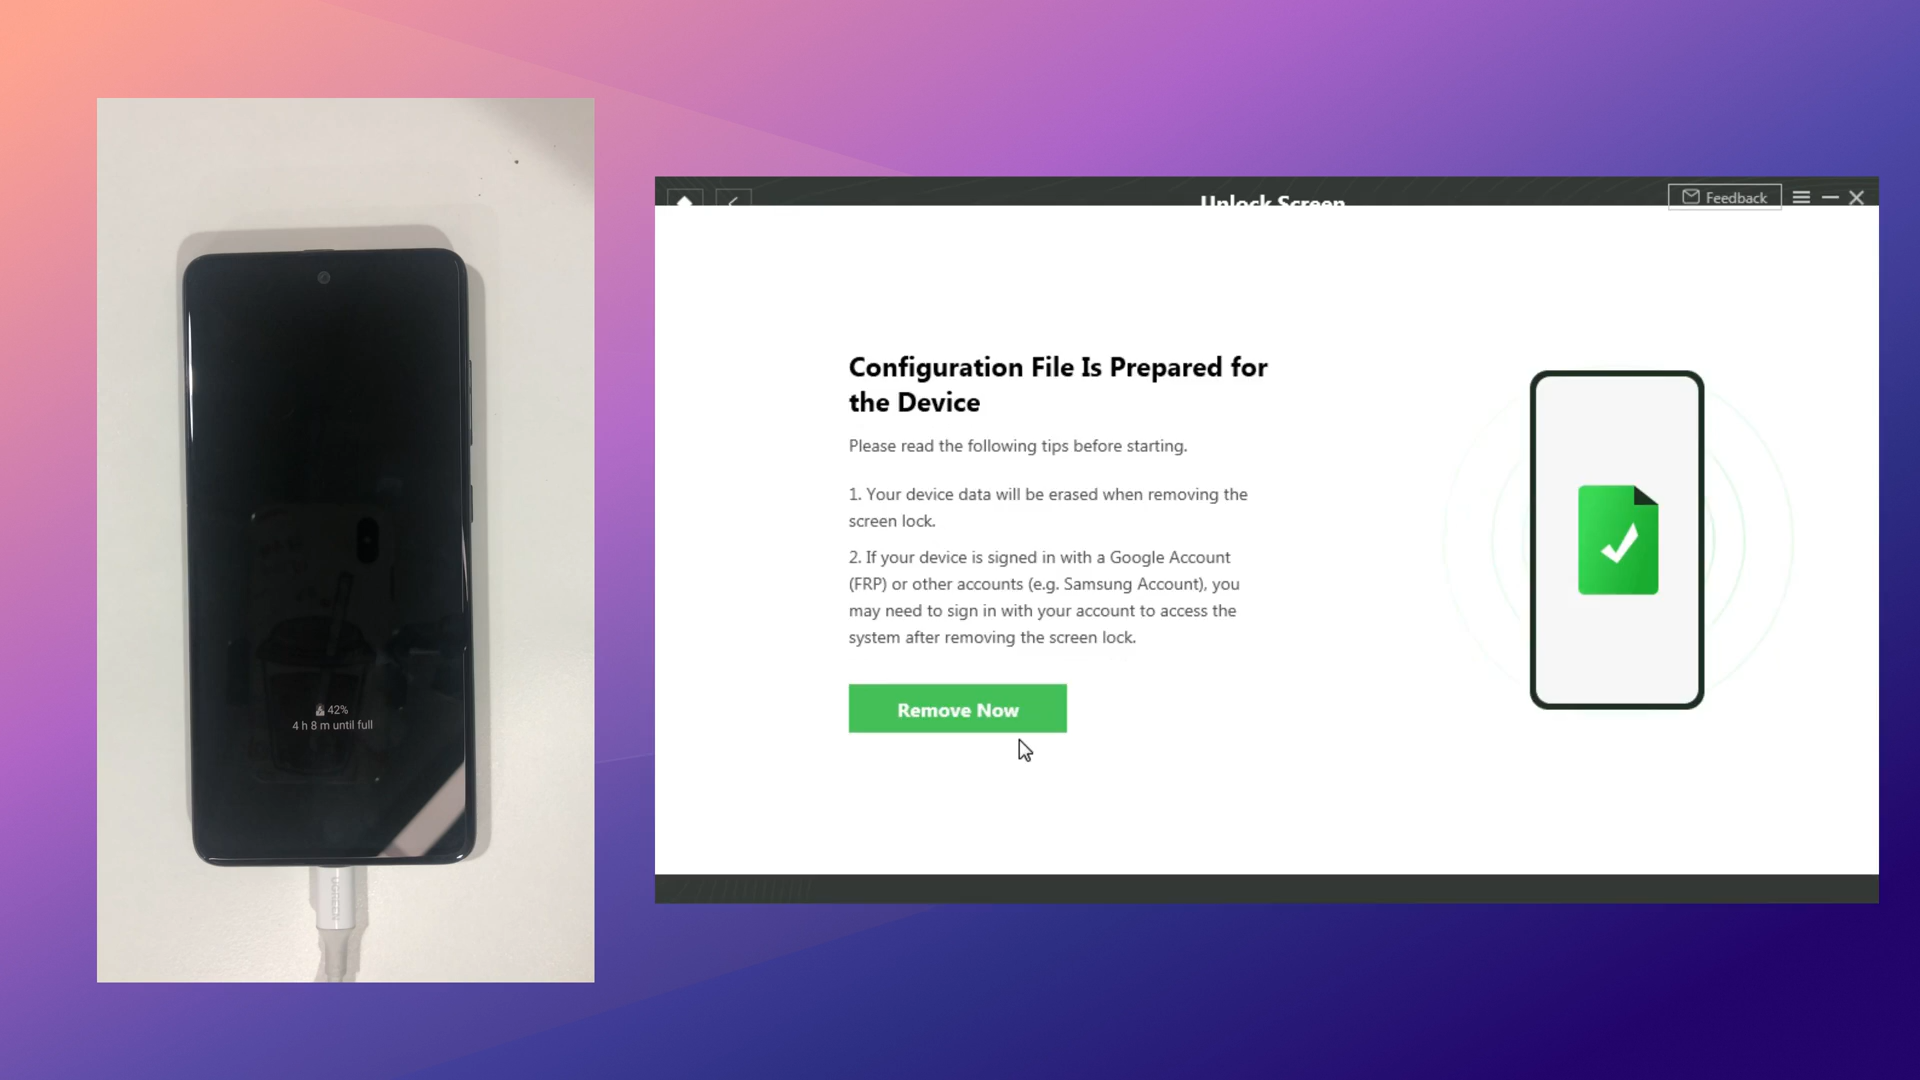 Unlock Screen
Feedback
Configuration File Is Prepared for
the Device
Please read the following tips before starting.
1. Your device data will be erased when removing the
screen lock.
2. If your device is signed in with a Google Account
(FRP) or other accounts (e.g. Samsung Account), you
may need to sign in with your account to access the
system after removing the screen lock.
Remove Now
42%
4 h 8 m until full